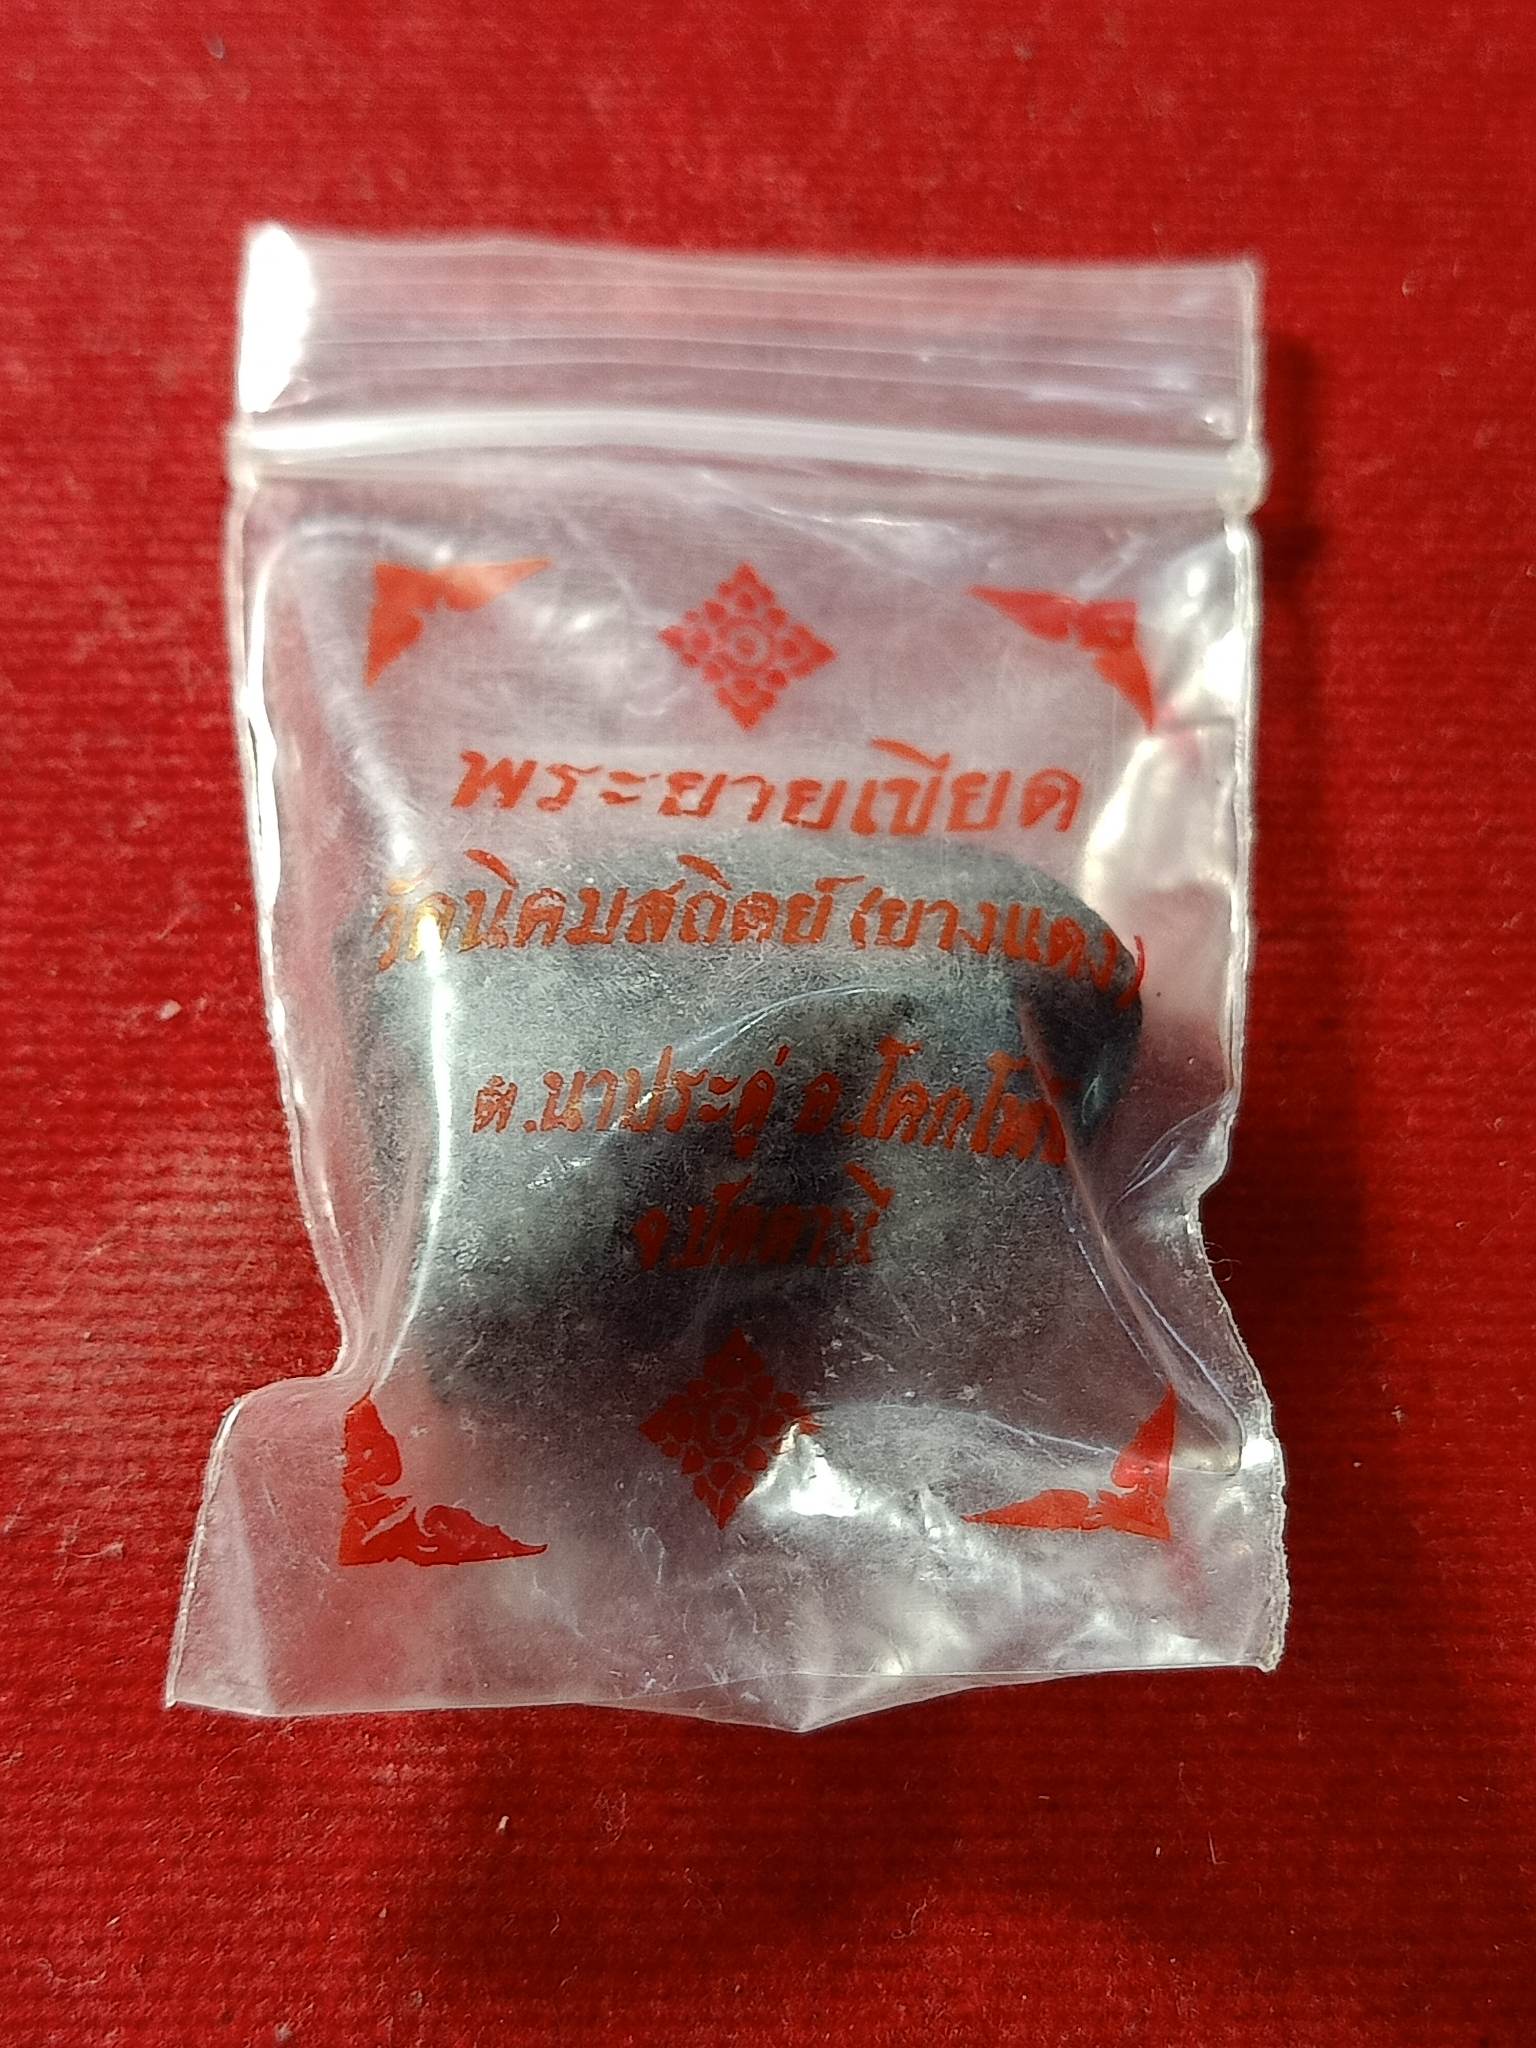 พระยายเขียด
วัดนิคมสถิตย์ (ยางแดง)
ต.นาประดู่ อ.โคกโพธิ์
จ.ปัตตานี